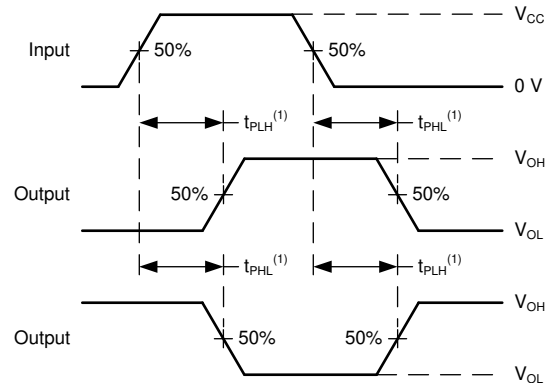 V_CC
Input 50% 50%
0 V
t_PLH^(1) t_PHL^(1)
V_OH
Output 50% 50%
V_OL
t_PHL^(1) t_PLH^(1)
V_OH
Output 50% 50%
V_OL